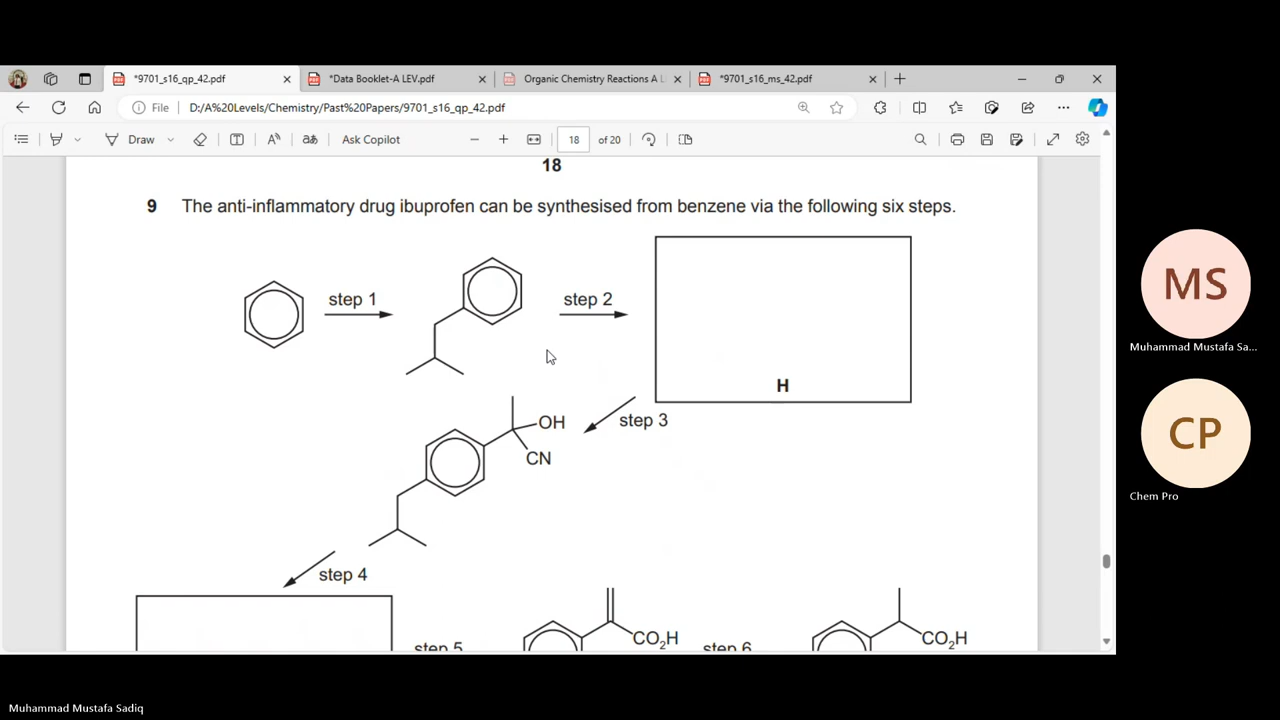 *9701_s16_qp_42.pdf
*Data Booklet-A LEV.pdf
Organic Chemistry Reactions A L
*9701_s16_ms_42.pdf
File
D:/A%20Levels/Chemistry/Past%20Papers/9701_s16_qp_42.pdf
Draw
Ask Copilot
18
of 20
18
9 The anti-inflammatory drug ibuprofen can be synthesised from benzene via the following six steps.
step 1
step 2
H
step 3
OH
CN
step 4
step 5
CO2H
step 6
CO2H
MS
Muhammad Mustafa Sa...
CP
Chem Pro
Muhammad Mustafa Sadiq